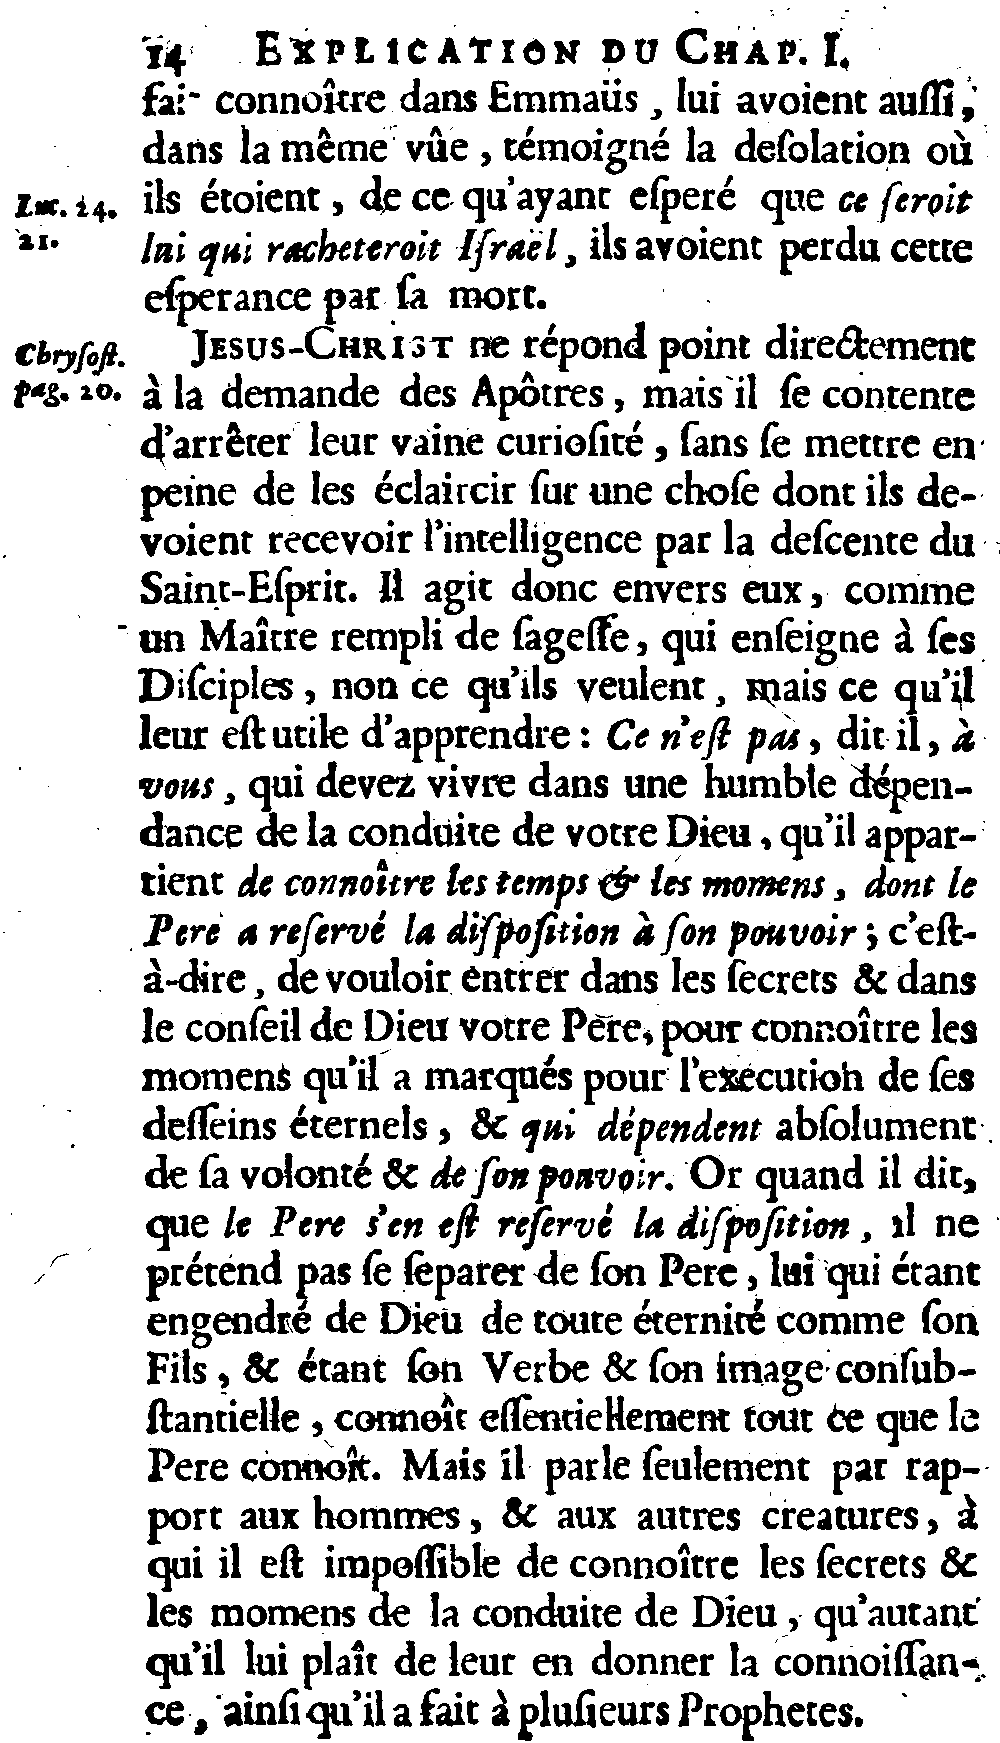 14 EXPLICATION DU CHAP. I.
fai- connoître dans Emmaüs, lui avoient auſſi,
dans la même vûe, témoigné la deſolation où
Luc. 24. ils étoient, de ce qu'ayant eſperé que ce ſeroit
21. lui qui racheteroit Iſraël, ils avoient perdu cette
eſperance par ſa mort.
Chryſoſt. JESUS-CHRIST ne répond point directement
pag. 20. à la demande des Apôtres, mais il ſe contente
d'arrêter leur vaine curioſité, ſans ſe mettre en
peine de les éclaircir ſur une choſe dont ils de-
voient recevoir l'intelligence par la deſcente du
Saint-Eſprit. Il agit donc envers eux, comme
un Maître rempli de ſageſſe, qui enſeigne à ſes
Diſciples, non ce qu'ils veulent, mais ce qu'il
leur eſt utile d'apprendre : Ce n'eſt pas, dit il, à
vous, qui devez vivre dans une humble dépen-
dance de la conduite de votre Dieu, qu'il appar-
tient de connoître les temps & les momens, dont le
Pere a reſervé la diſpoſition à ſon pouvoir ; c'eſt-
à-dire, de vouloir entrer dans les ſecrets & dans
le conſeil de Dieu votre Pere, pour connoître les
momens qu'il a marqués pour l'execution de ſes
deſſeins éternels, & qui dépendent abſolument
de ſa volonté & de ſon pouvoir. Or quand il dit,
que le Pere s'en eſt reſervé la diſpoſition, il ne
prétend pas ſe ſeparer de ſon Pere, lui qui étant
engendré de Dieu de toute éternité comme ſon
Fils, & étant ſon Verbe & ſon image conſub-
ſtantielle, connoît eſſentiellement tout ce que le
Pere connoît. Mais il parle ſeulement par rap-
port aux hommes, & aux autres creatures, à
qui il eſt impoſſible de connoître les ſecrets &
les momens de la conduite de Dieu, qu'autant
qu'il lui plaît de leur en donner la connoiſſan-
ce, ainſi qu'il a fait à pluſieurs Prophetes.